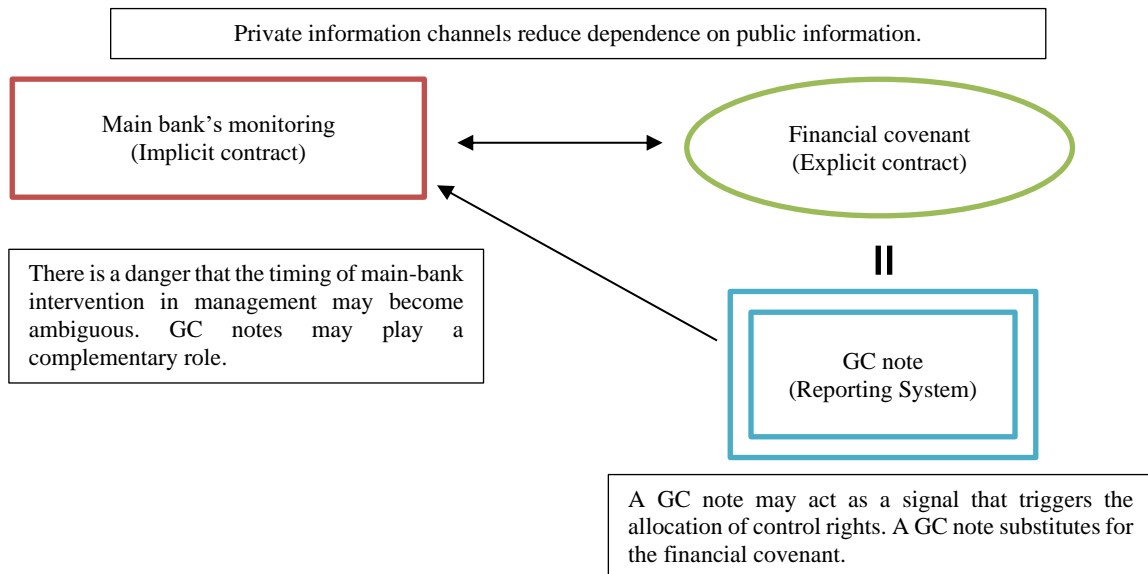 Private information channels reduce dependence on public information.
Main bank’s monitoring
(Implicit contract)
Financial covenant
(Explicit contract)
There is a danger that the timing of main-bank
intervention in management may become
ambiguous. GC notes may play a
complementary role.
GC note
(Reporting System)
A GC note may act as a signal that triggers the
allocation of control rights. A GC note substitutes for
the financial covenant.